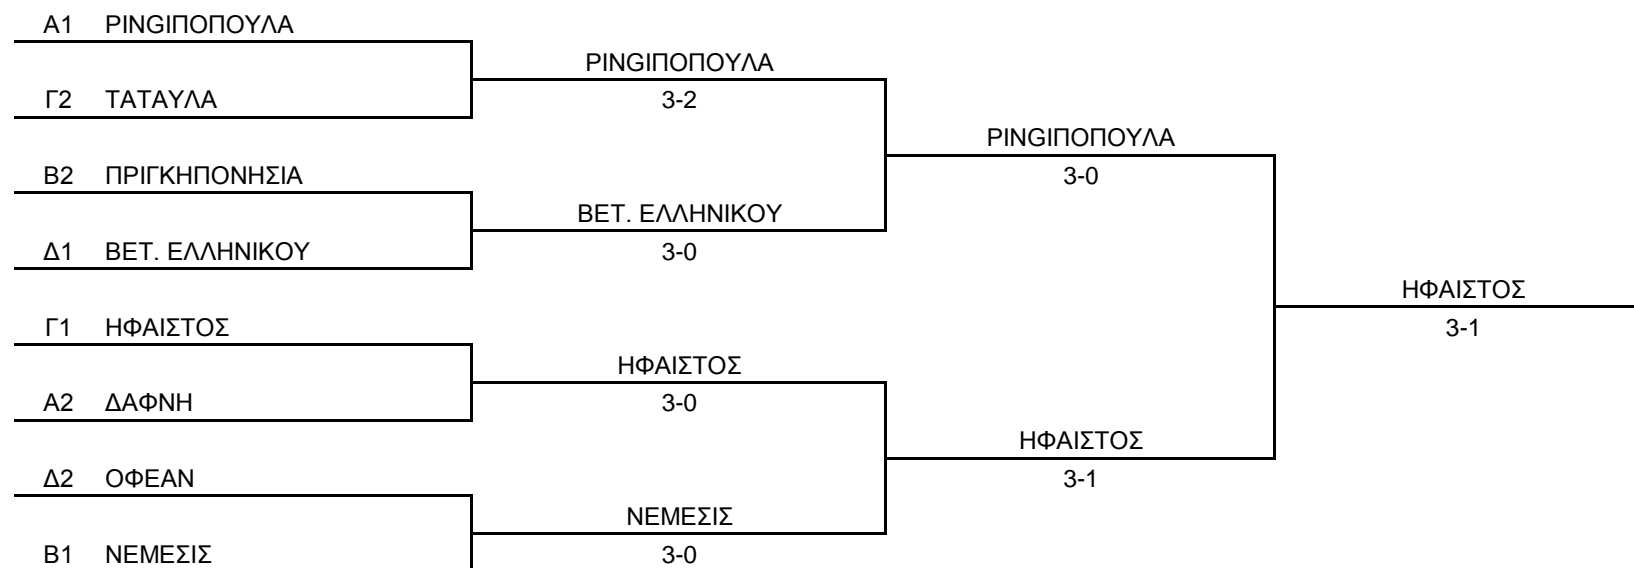 Α1 PINGΙΠΟΠΟΥΛΑ
PINGΙΠΟΠΟΥΛΑ
Γ2 ΤΑΤΑΥΛΑ
3-2
PINGΙΠΟΠΟΥΛΑ
Β2 ΠΡΙΓΚΗΠΟΝΗΣΙΑ
3-0
ΒΕΤ. ΕΛΛΗΝΙΚΟΥ
Δ1 ΒΕΤ. ΕΛΛΗΝΙΚΟΥ
3-0
ΗΦΑΙΣΤΟΣ
Γ1 ΗΦΑΙΣΤΟΣ
3-1
ΗΦΑΙΣΤΟΣ
Α2 ΔΑΦΝΗ
3-0
ΗΦΑΙΣΤΟΣ
Δ2 ΟΦΕΑΝ
3-1
ΝΕΜΕΣΙΣ
Β1 ΝΕΜΕΣΙΣ
3-0